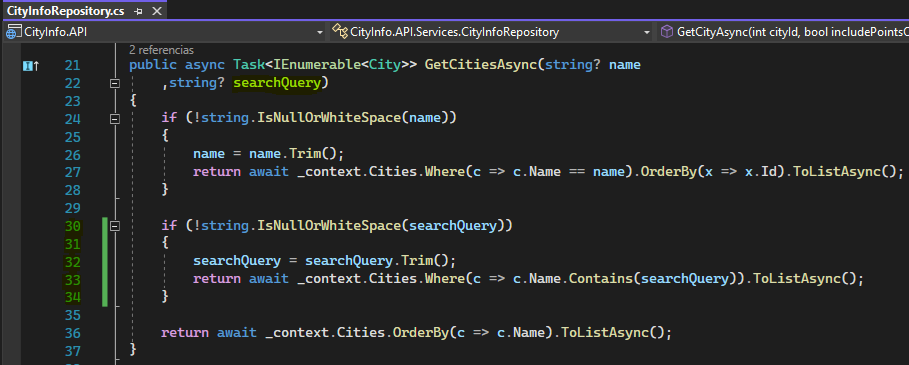 CityInfoRepository.cs
CityInfo.API CityInfo.API.Services.CityInfoRepository GetCityAsync(int cityId, bool includePointsO
2 referencias
21 public async Task<IEnumerable<City>> GetCitiesAsync(string? name
22 ,string? searchQuery)
23 {
24 if (!string.IsNullOrWhiteSpace(name))
25 {
26 name = name.Trim();
27 return await _context.Cities.Where(c => c.Name == name).OrderBy(x => x.Id).ToListAsync();
28 }
29
30 if (!string.IsNullOrWhiteSpace(searchQuery))
31 {
32 searchQuery = searchQuery.Trim();
33 return await _context.Cities.Where(c => c.Name.Contains(searchQuery)).ToListAsync();
34 }
35
36 return await _context.Cities.OrderBy(c => c.Name).ToListAsync();
37 }